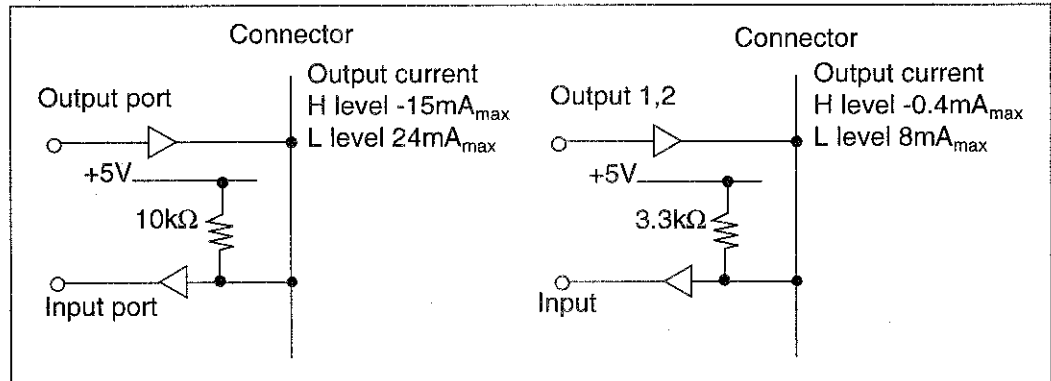 Connector
Output current
H level -15mAmax
L level 24mAmax
Output port
+5V
10kΩ
Input port
Connector
Output current
H level -0.4mAmax
L level 8mAmax
Output 1,2
+5V
3.3kΩ
Input